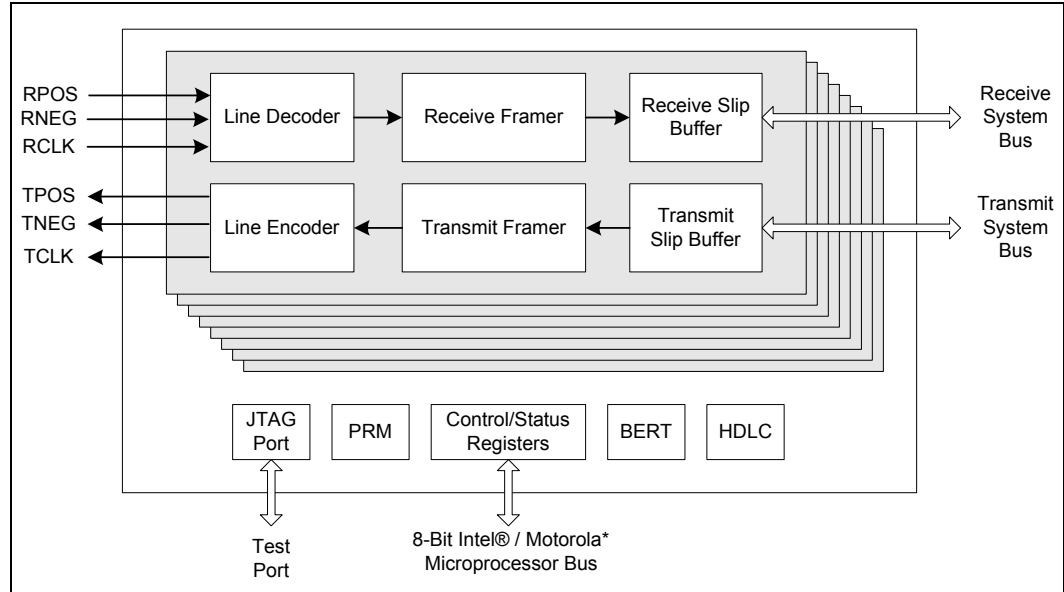 RPOS
RNEG
RCLK
Line Decoder
Receive Framer
Receive Slip
Buffer
Receive
System
Bus
TPOS
TNEG
TCLK
Line Encoder
Transmit Framer
Transmit
Slip Buffer
Transmit
System
Bus
JTAG
Port
PRM
Control/Status
Registers
BERT
HDLC
Test
Port
8-Bit Intel® / Motorola*
Microprocessor Bus